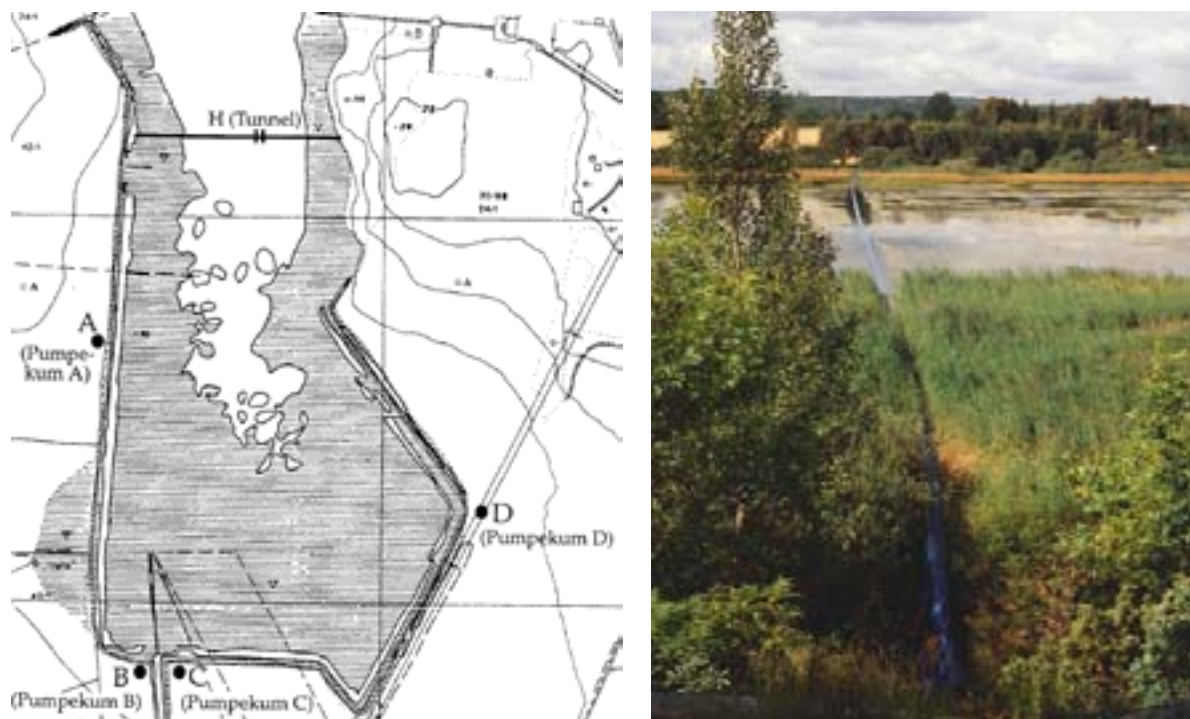 H (Tunnel)
A
A
(Pumpe-
kum A)
D
(Pumpekum D)
B
C
(Pumpekum B)
(Pumpekum C)